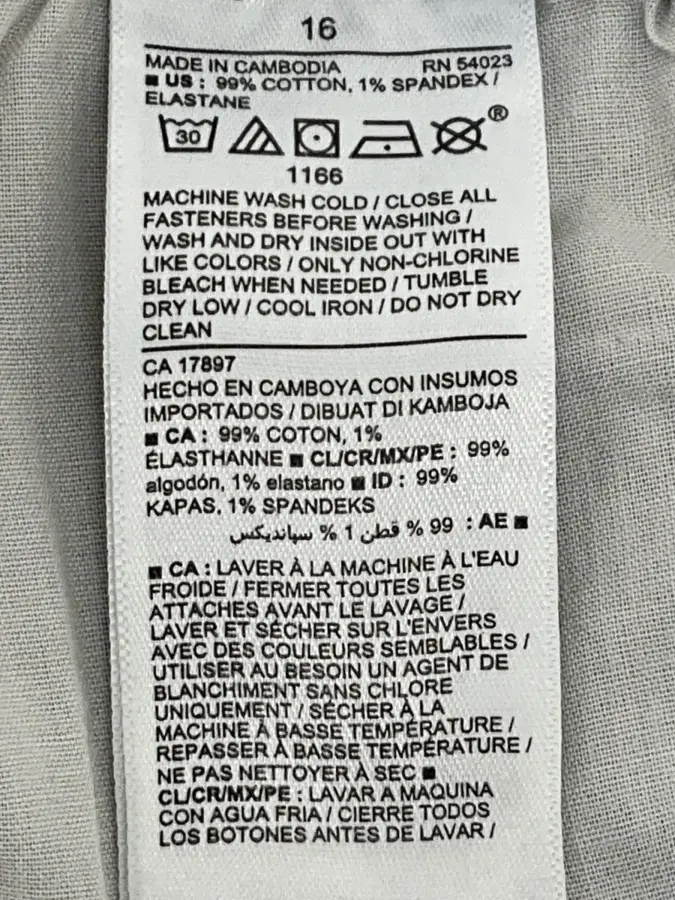 16
MADE IN CAMBODIA RN 54023
■ US : 99% COTTON, 1% SPANDEX /
ELASTANE
30 ®
1166
MACHINE WASH COLD / CLOSE ALL
FASTENERS BEFORE WASHING /
WASH AND DRY INSIDE OUT WITH
LIKE COLORS / ONLY NON-CHLORINE
BLEACH WHEN NEEDED / TUMBLE
DRY LOW / COOL IRON / DO NOT DRY
CLEAN
CA 17897
HECHO EN CAMBOYA CON INSUMOS
IMPORTADOS / DIBUAT DI KAMBOJA
■ CA : 99% COTON, 1%
ÉLASTHANNE ■ CL/CR/MX/PE : 99%
algodón, 1% elastano ■ ID : 99%
KAPAS, 1% SPANDEKS
■ AE : 99 % قطن 1 % سباندیکس
■ CA : LAVER À LA MACHINE À L'EAU
FROIDE / FERMER TOUTES LES
ATTACHES AVANT LE LAVAGE /
LAVER ET SÉCHER SUR L'ENVERS
AVEC DES COULEURS SEMBLABLES /
UTILISER AU BESOIN UN AGENT DE
BLANCHIMENT SANS CHLORE
UNIQUEMENT / SÉCHER À LA
MACHINE À BASSE TEMPÉRATURE /
REPASSER À BASSE TEMPÉRATURE /
NE PAS NETTOYER À SEC ■
CL/CR/MX/PE : LAVAR A MAQUINA
CON AGUA FRIA / CIERRE TODOS
LOS BOTONES ANTES DE LAVAR /